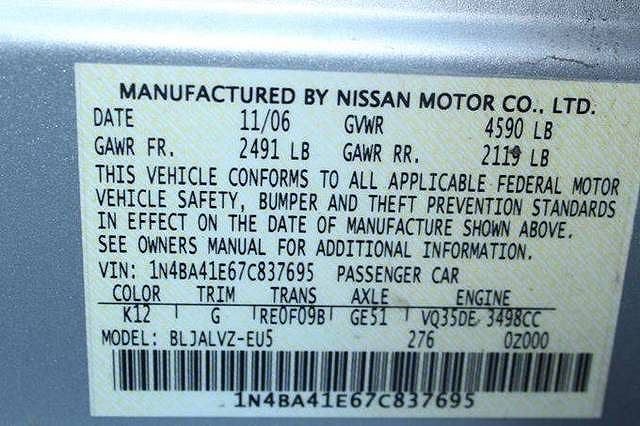 MANUFACTURED BY NISSAN MOTOR CO., LTD.
DATE 11/06 GVWR 4590 LB
GAWR FR. 2491 LB GAWR RR. 2119 LB
THIS VEHICLE CONFORMS TO ALL APPLICABLE FEDERAL MOTOR
VEHICLE SAFETY, BUMPER AND THEFT PREVENTION STANDARDS
IN EFFECT ON THE DATE OF MANUFACTURE SHOWN ABOVE.
SEE OWNERS MANUAL FOR ADDITIONAL INFORMATION.
VIN: 1N4BA41E67C837695 PASSENGER CAR
COLOR TRIM TRANS AXLE ENGINE
K12 G RE0F09B GE51 VQ35DE 3498CC
MODEL: BLJALVZ-EU5 276 0Z000
1N4BA41E67C837695